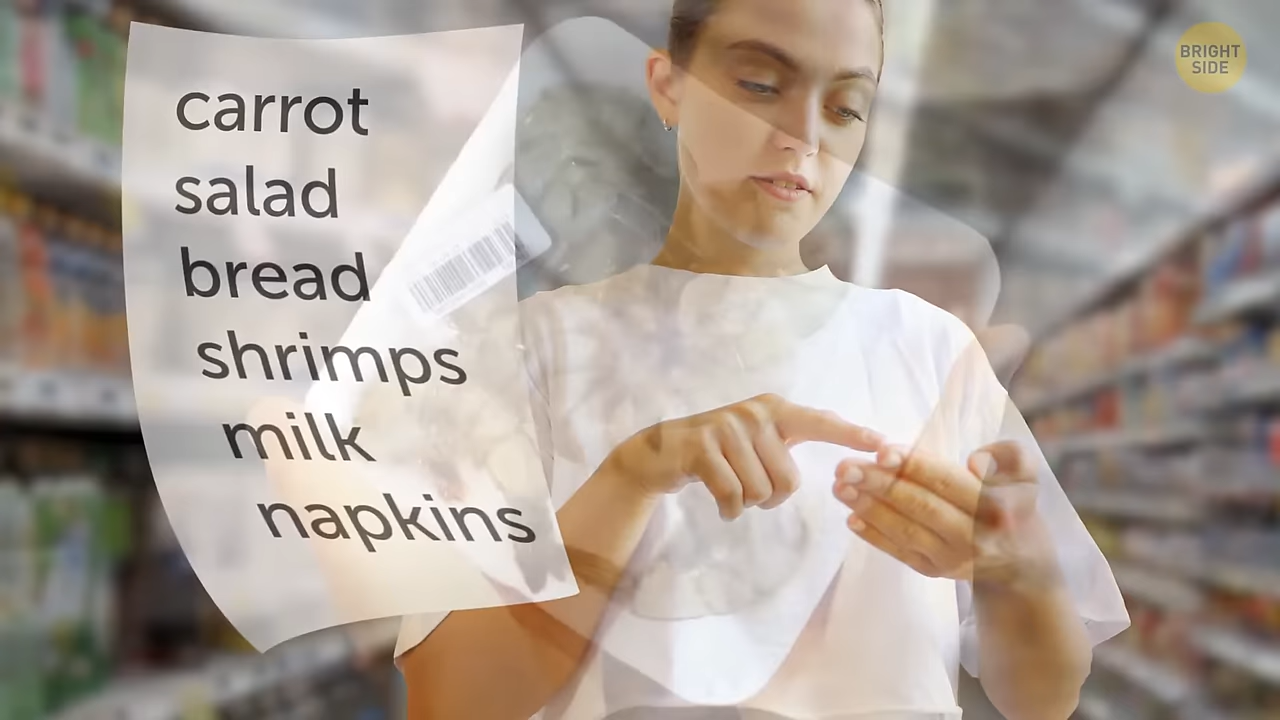 BRIGHT
SIDE
carrot
salad
bread
shrimps
milk
napkins